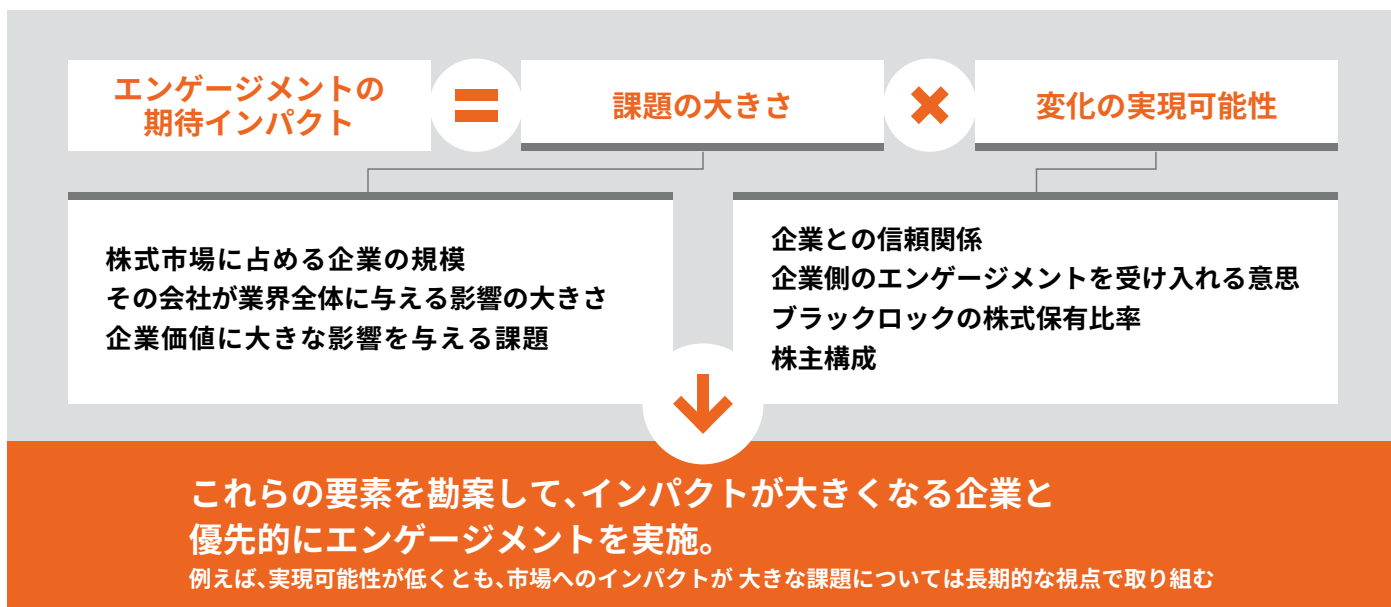 エンゲージメントの
期待インパクト
=
課題の大きさ
×
変化の実現可能性
株式市場に占める企業の規模
その会社が業界全体に与える影響の大きさ
企業価値に大きな影響を与える課題
企業との信頼関係
企業側のエンゲージメントを受け入れる意思
ブラックロックの株式保有比率
株主構成
これらの要素を勘案して、インパクトが大きくなる企業と
優先的にエンゲージメントを実施。
例えば、実現可能性が低くとも、市場へのインパクトが 大きな課題については長期的な視点で取り組む